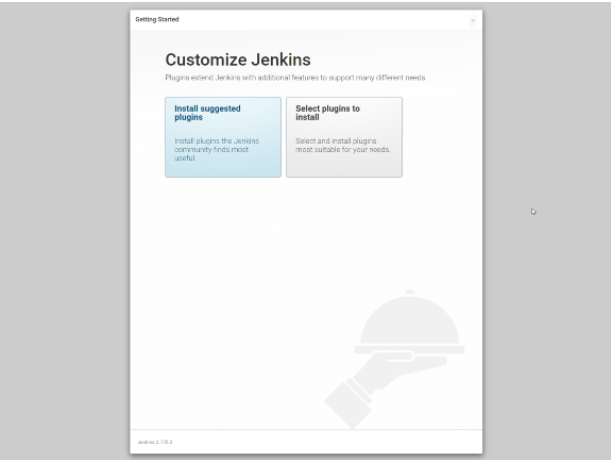 Getting Started
Customize Jenkins
Plugins extend Jenkins with additional features to support many different needs.
Install suggested
plugins
Install plugins the Jenkins
community finds most
useful.
Select plugins to
install
Select and install plugins
most suitable for your needs.
Jenkins 2.176.2